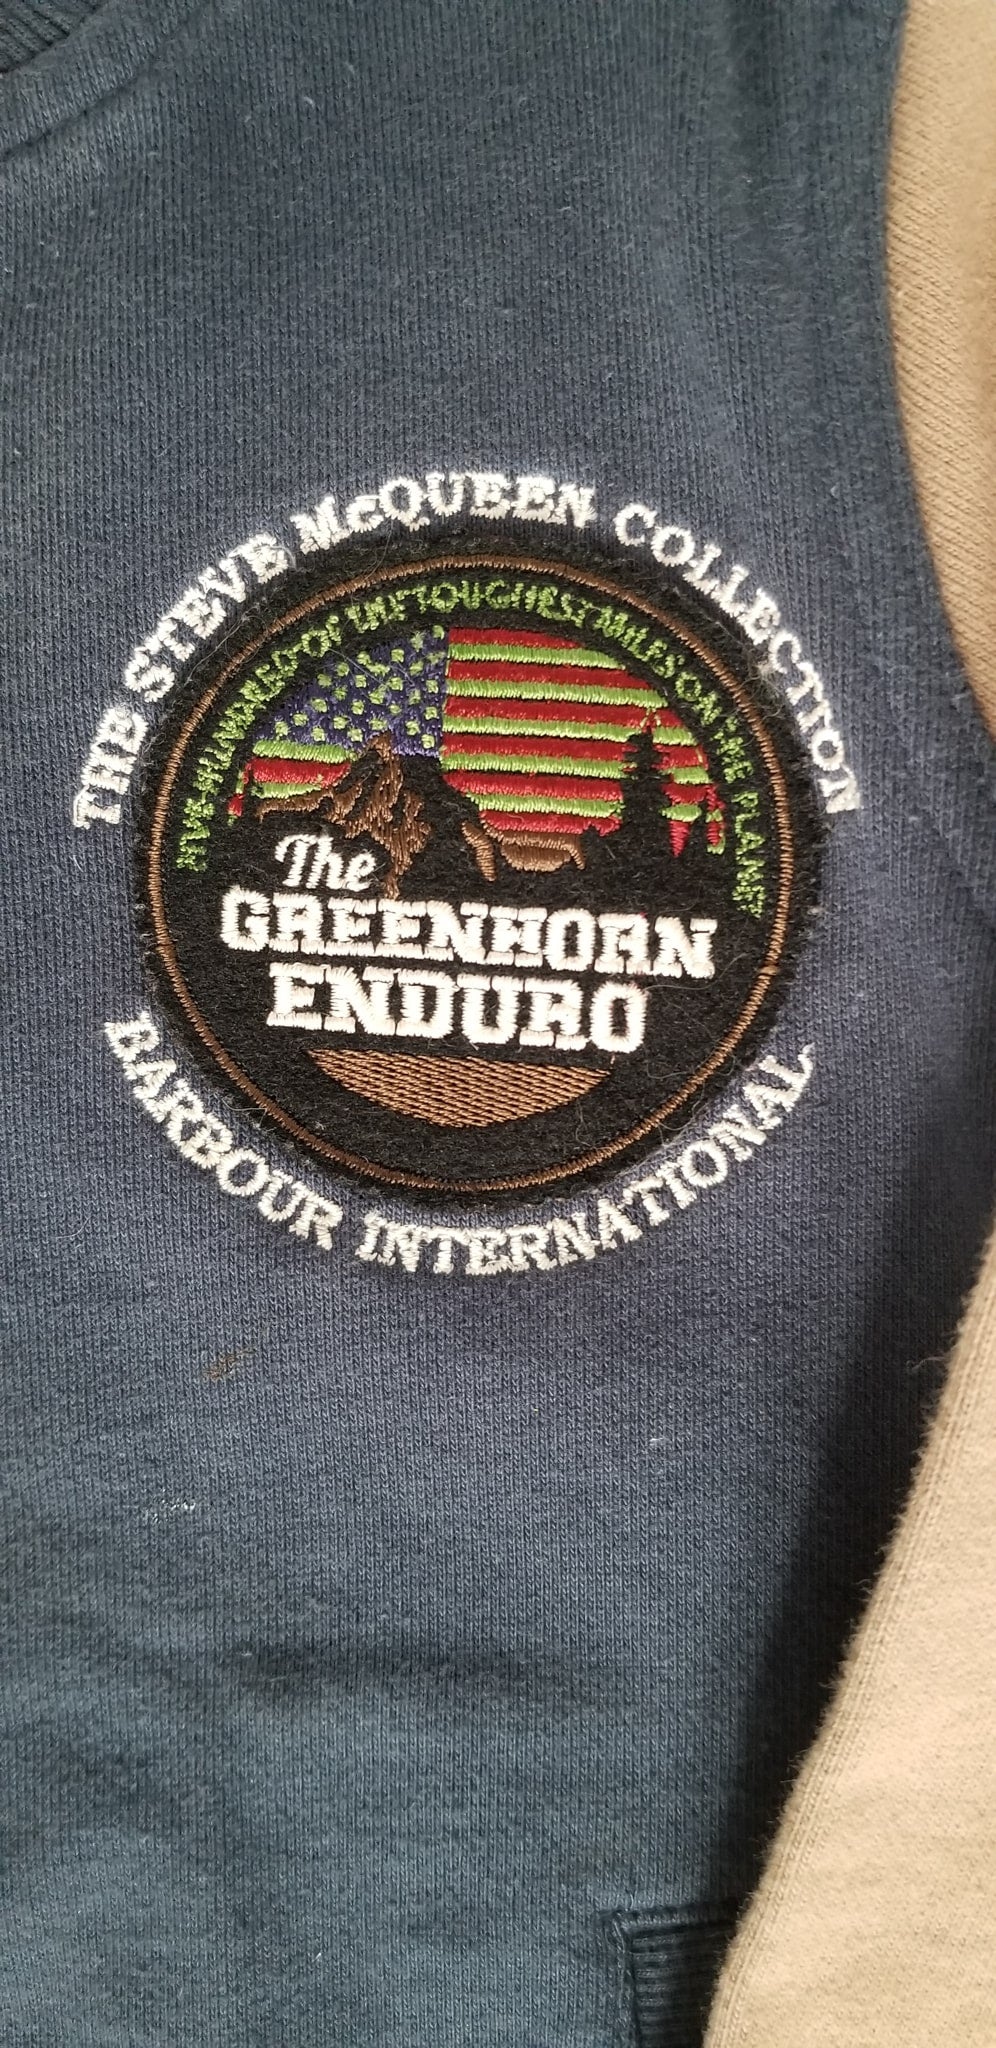 THE STEVE McQUEEN COLLECTION
FIVE-HUNDRED OF THE TOUGHEST MILES ON THE PLANET
The
GREENHORN
ENDURO
BARBOUR INTERNATIONAL